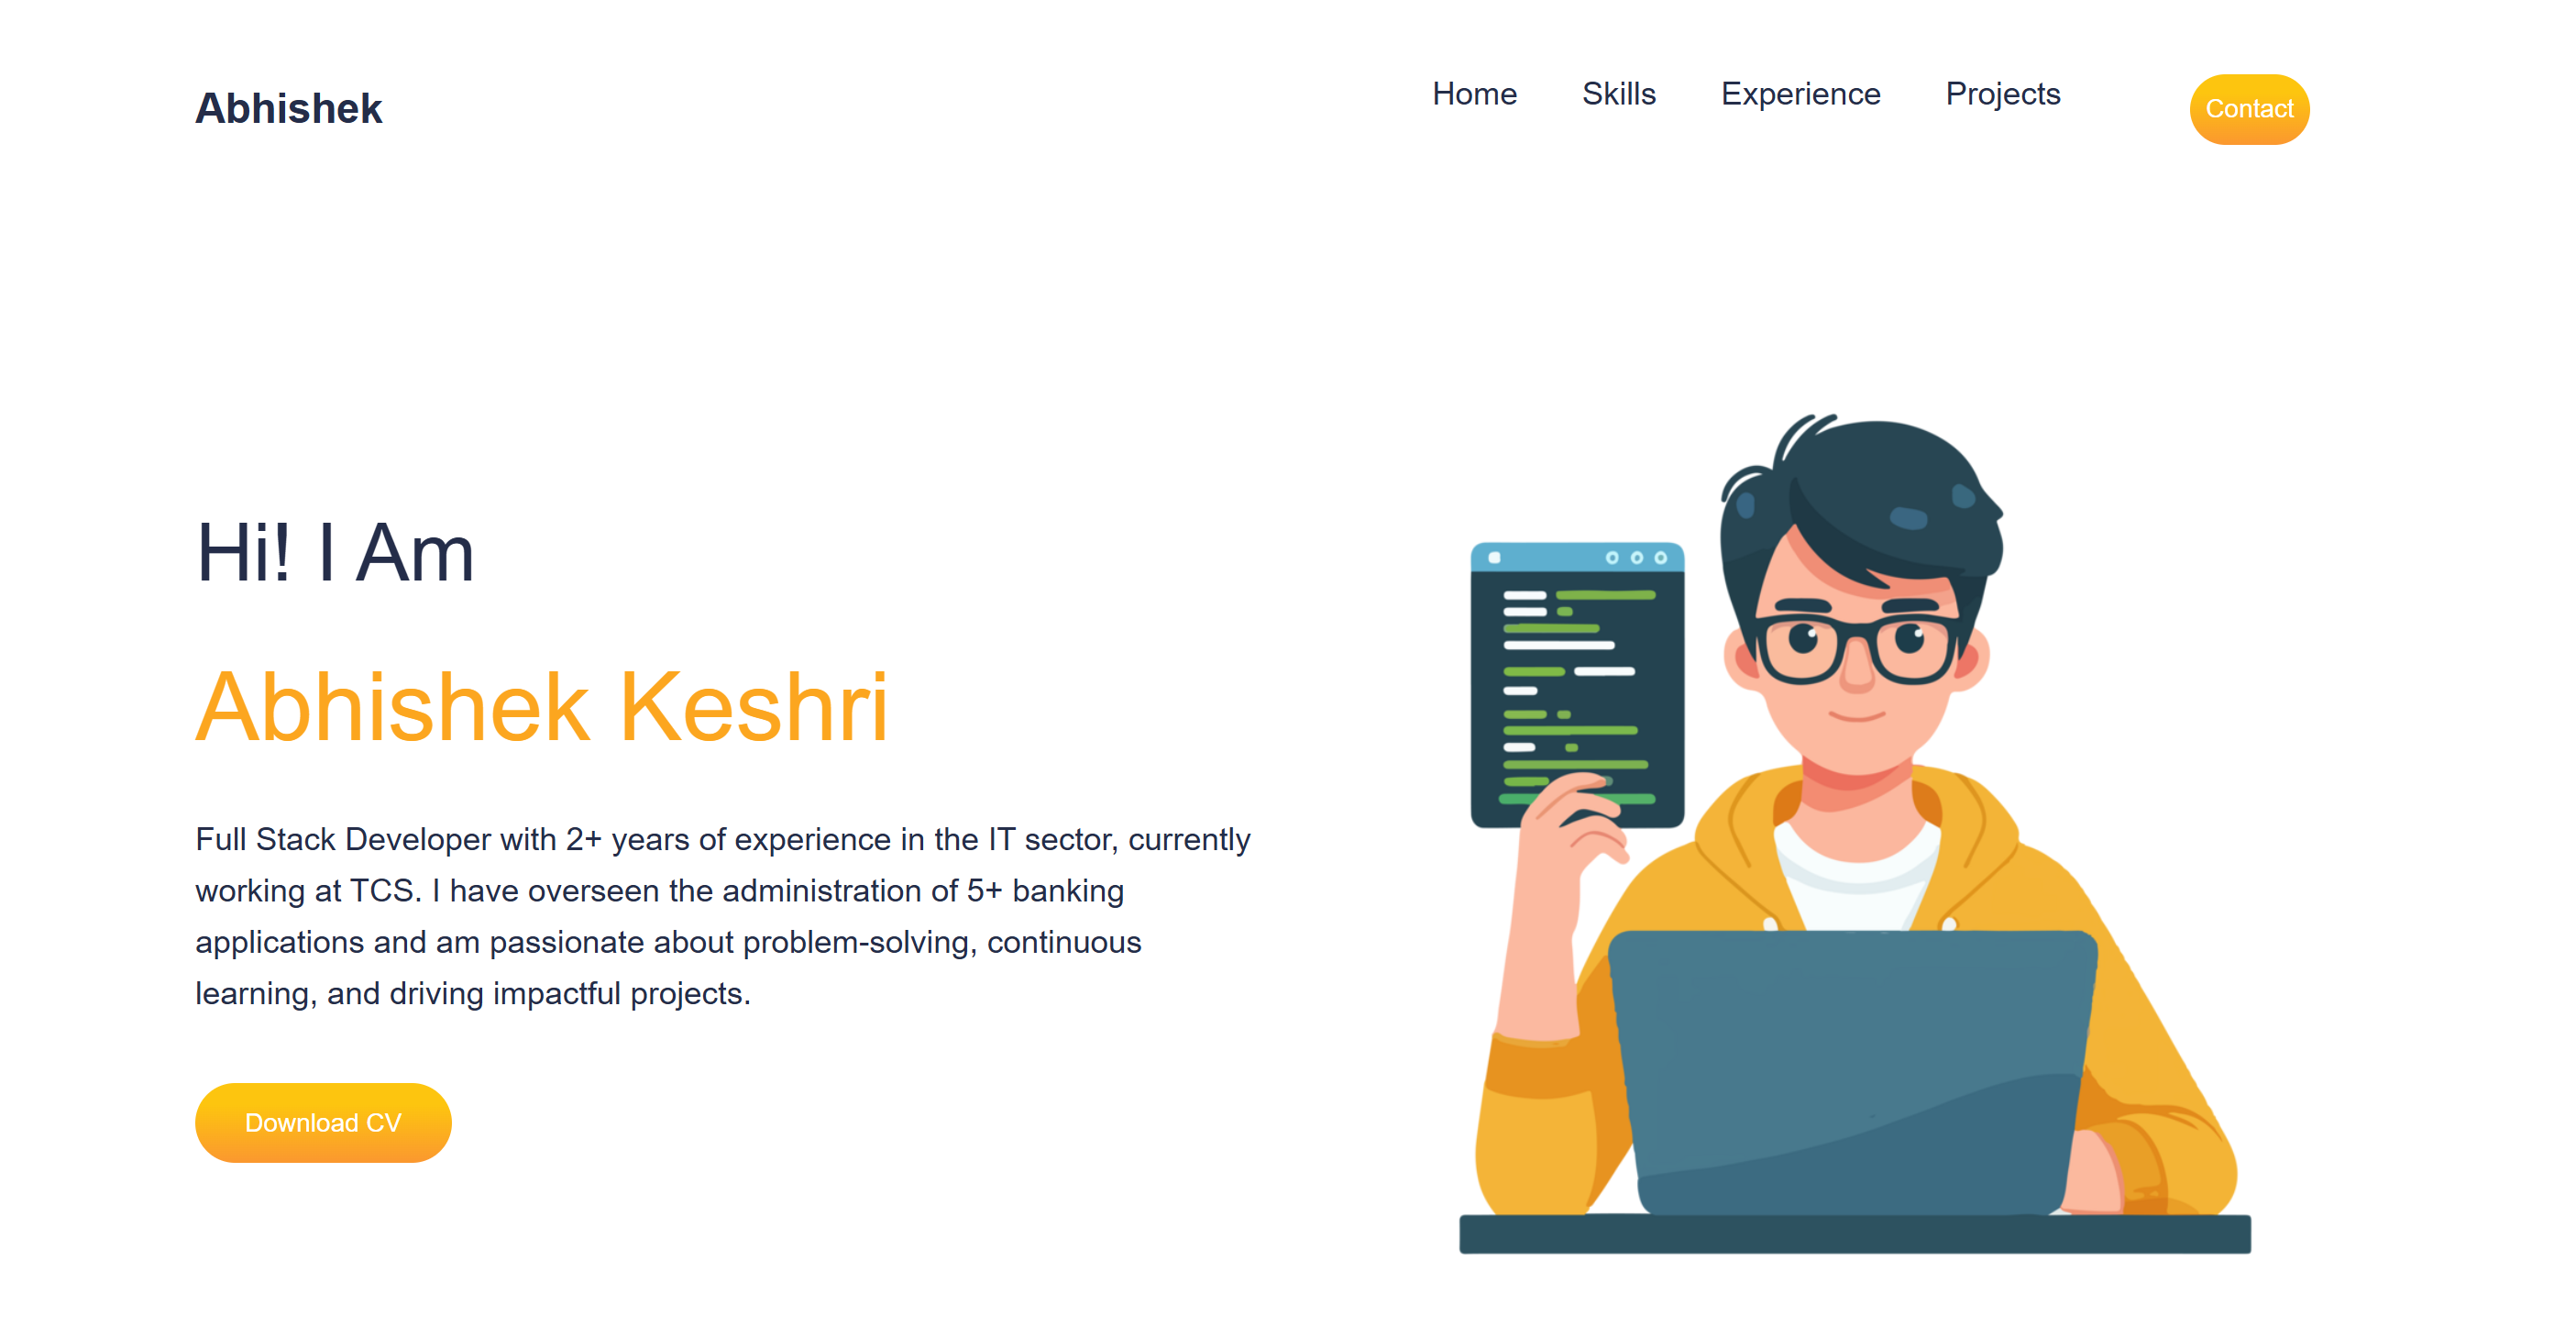 Abhishek
Home Skills Experience Projects Contact
Hi! I Am
Abhishek Keshri
Full Stack Developer with 2+ years of experience in the IT sector, currently
working at TCS. I have overseen the administration of 5+ banking
applications and am passionate about problem-solving, continuous
learning, and driving impactful projects.
Download CV